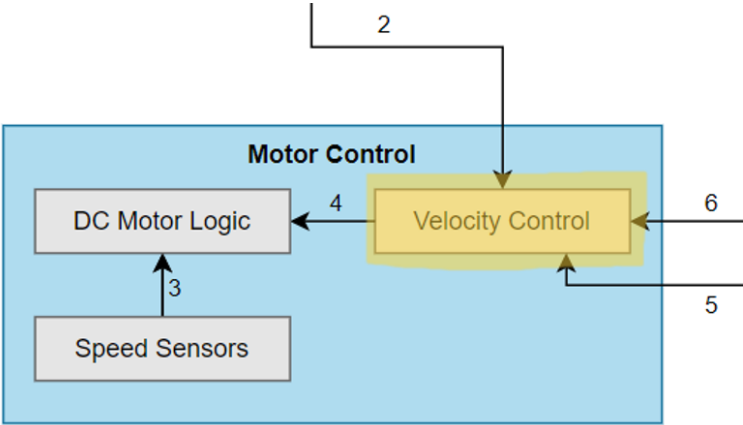 2
Motor Control
DC Motor Logic
4
Velocity Control
6
3
5
Speed Sensors